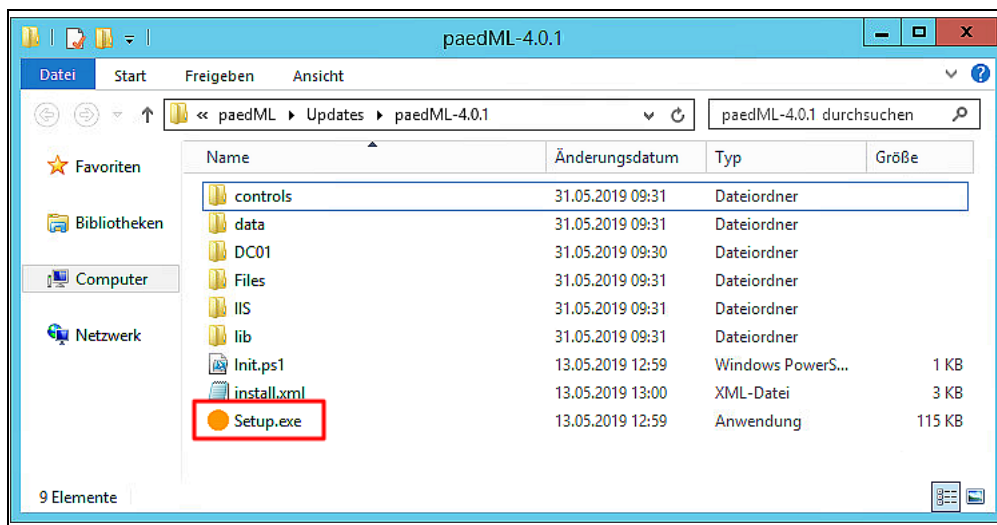 paedML-4.0.1
Datei Start Freigeben Ansicht
« paedML Updates paedML-4.0.1 paedML-4.0.1 durchsuchen
Favoriten
Bibliotheken
Computer
Netzwerk
Name Änderungsdatum Typ Größe
controls 31.05.2019 09:31 Dateiordner
data 31.05.2019 09:31 Dateiordner
DC01 31.05.2019 09:30 Dateiordner
Files 31.05.2019 09:31 Dateiordner
IIS 31.05.2019 09:31 Dateiordner
lib 31.05.2019 09:31 Dateiordner
Init.ps1 13.05.2019 12:59 Windows PowerS... 1 KB
install.xml 13.05.2019 13:00 XML-Datei 3 KB
Setup.exe 13.05.2019 12:59 Anwendung 115 KB
9 Elemente